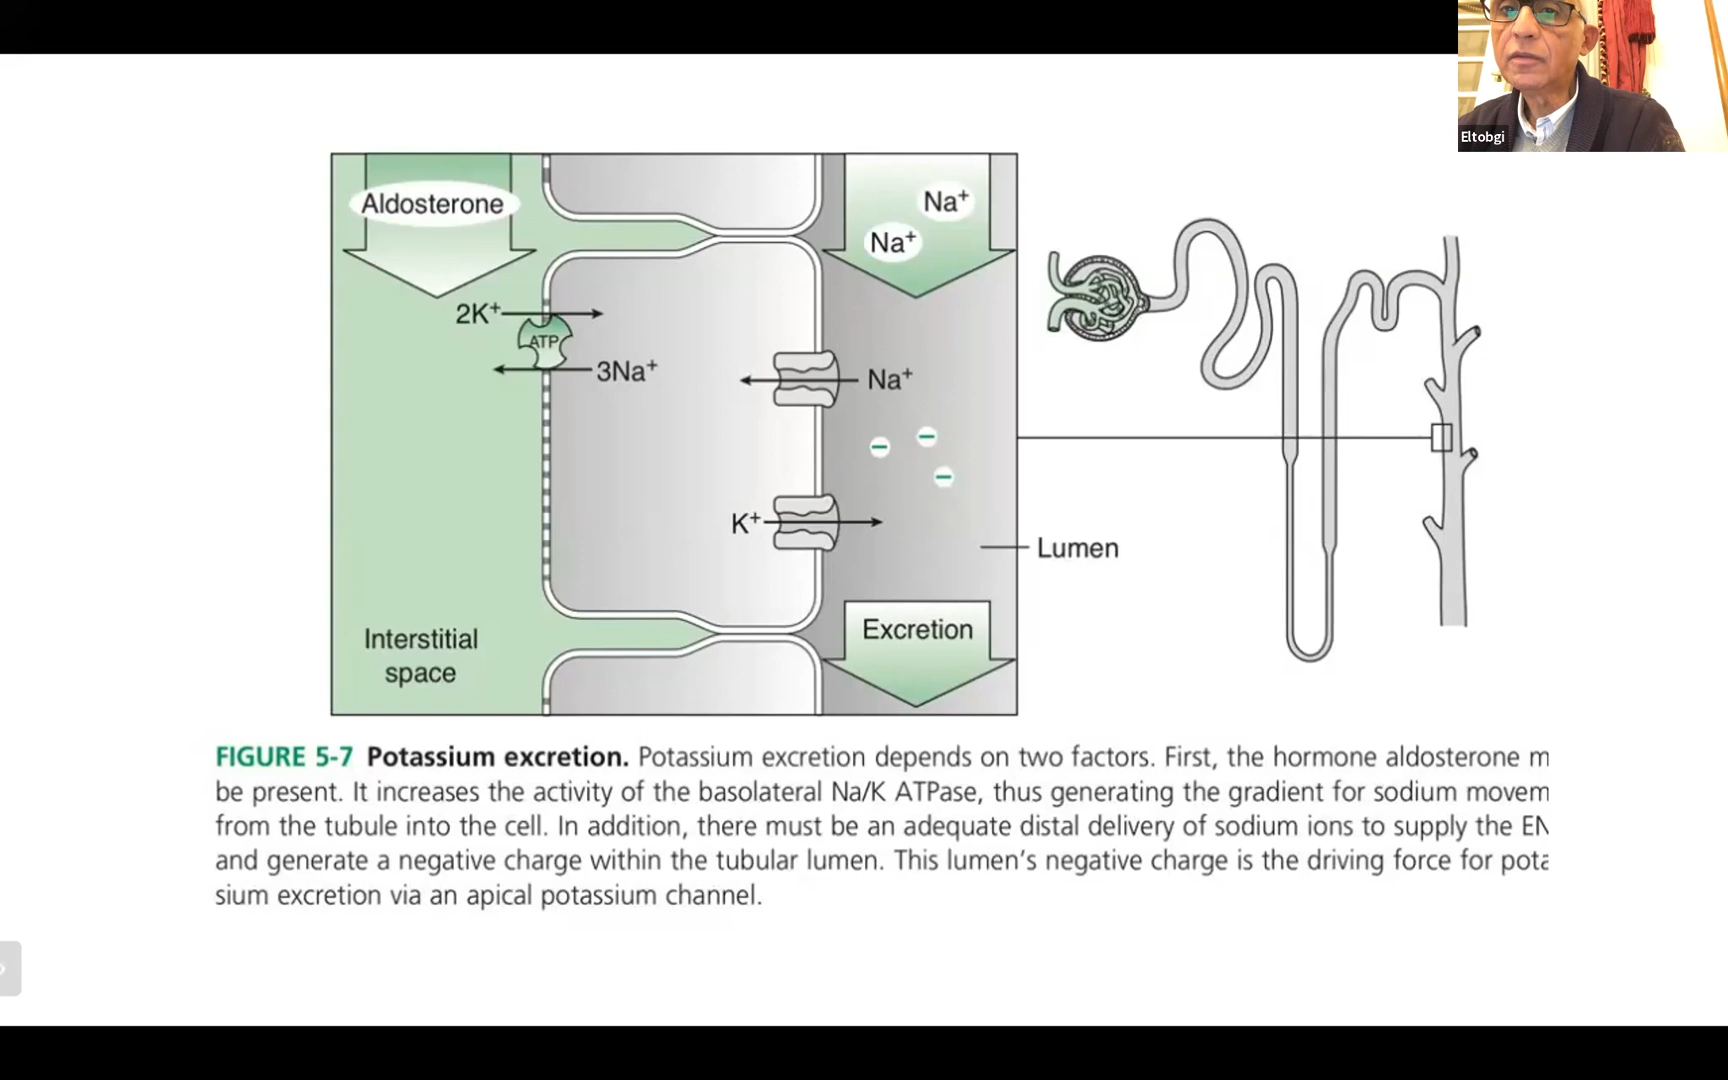 Eltobgi
Aldosterone
Na⁺
Na⁺
2K⁺
ATP
3Na⁺
Na⁺
K⁺
Lumen
Excretion
Interstitial
space
FIGURE 5-7 Potassium excretion. Potassium excretion depends on two factors. First, the hormone aldosterone m
be present. It increases the activity of the basolateral Na/K ATPase, thus generating the gradient for sodium movem
from the tubule into the cell. In addition, there must be an adequate distal delivery of sodium ions to supply the EN
and generate a negative charge within the tubular lumen. This lumen's negative charge is the driving force for pota
sium excretion via an apical potassium channel.